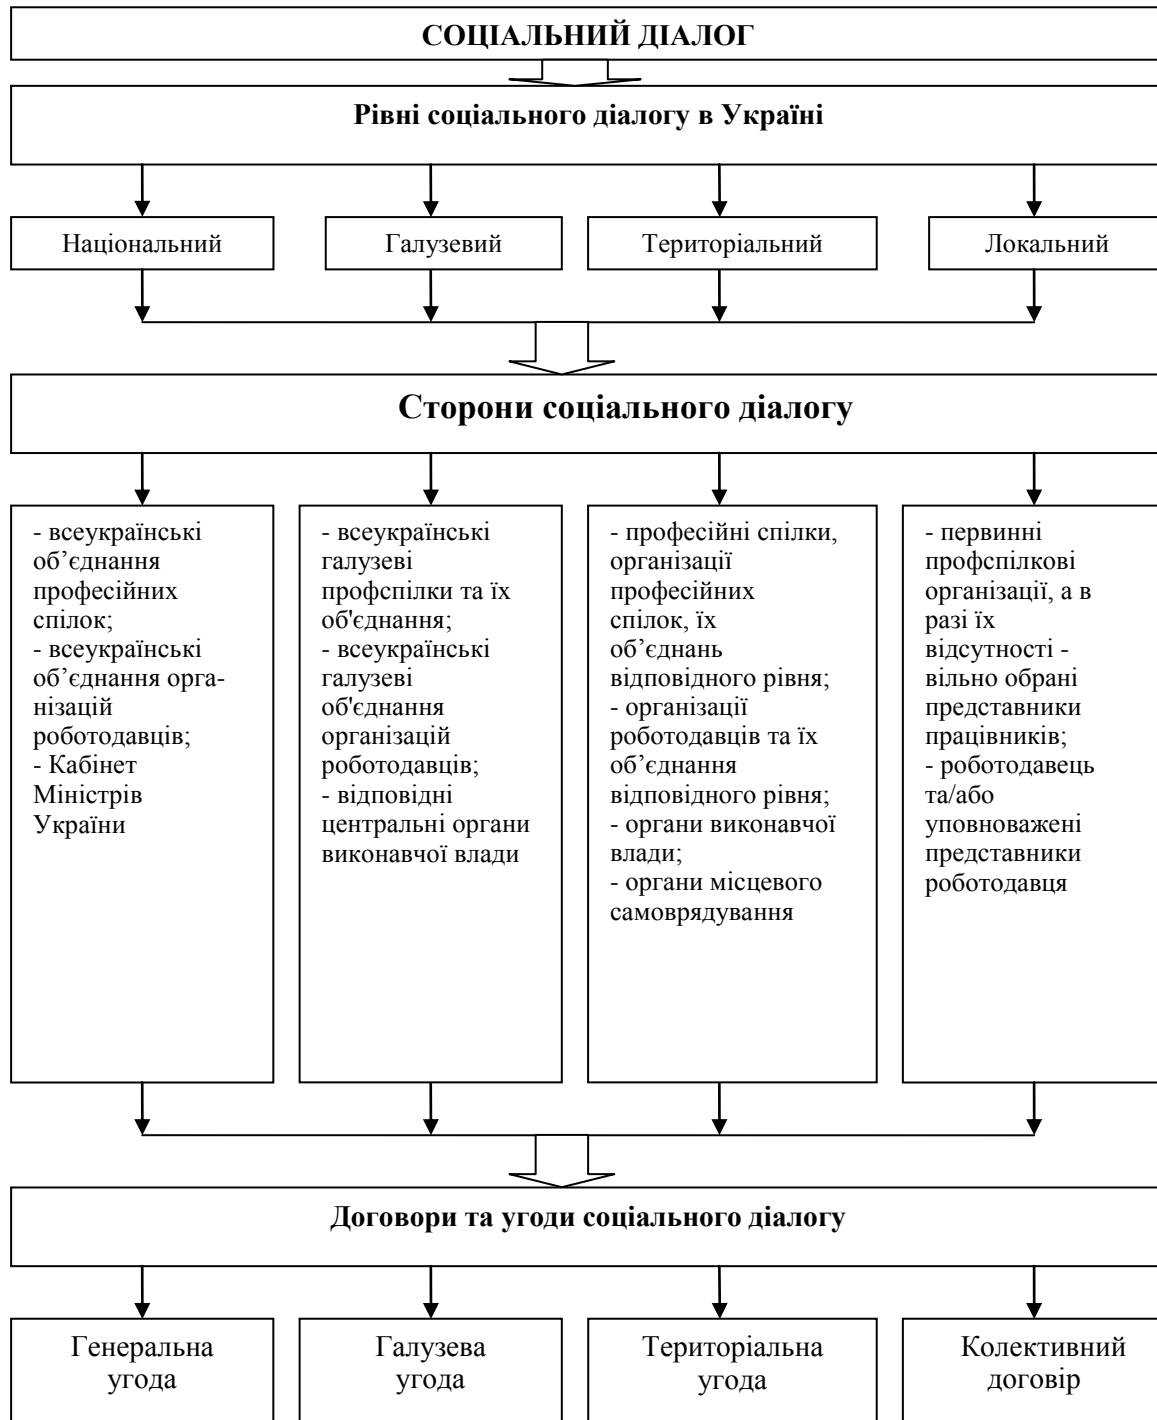 СОЦІАЛЬНИЙ ДІАЛОГ
Рівні соціального діалогу в Україні
Національний
Галузевий
Територіальний
Локальний
Сторони соціального діалогу
- всеукраїнські
об’єднання
професійних
спілок;
- всеукраїнські
об’єднання орга-
нізацій
роботодавців;
- Кабінет
Міністрів
України
- всеукраїнські
галузеві
профспілки та їх
об'єднання;
- всеукраїнські
галузеві
об'єднання
організацій
роботодавців;
- відповідні
центральні органи
виконавчої влади
- професійні спілки,
організації
професійних
спілок, їх
об’єднань
відповідного рівня;
- організації
роботодавців та їх
об’єднання
відповідного рівня;
- органи виконавчої
влади;
- органи місцевого
самоврядування
- первинні
профспілкові
організації, а в
разі їх
відсутності -
вільно обрані
представники
працівників;
- роботодавець
та/або
уповноважені
представники
роботодавця
Договори та угоди соціального діалогу
Генеральна
угода
Галузева
угода
Територіальна
угода
Колективний
договір